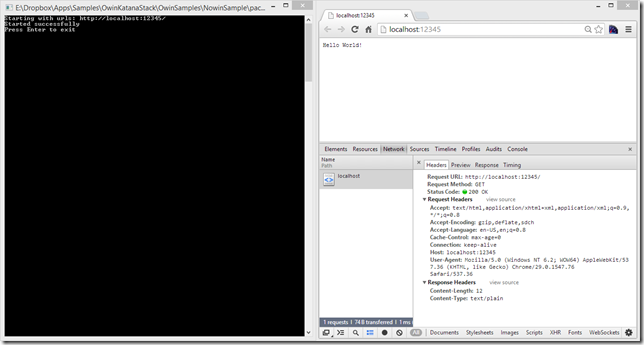 E:\Dropbox\Apps\Samples\OwinKatanaStack\OwinSamples\NowinSample\pac...
Starting with urls: http://localhost:12345/
Started successfully
Press Enter to exit
localhost:12345
localhost:12345
Hello World!
Elements Resources Network Sources Timeline Profiles Audits Console
Name
Path
localhost
Headers Preview Response Timing
Request URL: http://localhost:12345/
Request Method: GET
Status Code: 200 OK
Request Headers view source
Accept: text/html,application/xhtml+xml,application/xml;q=0.9,
*/*;q=0.8
Accept-Encoding: gzip,deflate,sdch
Accept-Language: en-US,en;q=0.8
Cache-Control: max-age=0
Connection: keep-alive
Host: localhost:12345
User-Agent: Mozilla/5.0 (Windows NT 6.2; WOW64) AppleWebKit/53
7.36 (KHTML, like Gecko) Chrome/29.0.1547.76
Safari/537.36
Response Headers view source
Content-Length: 12
Content-Type: text/plain
1 requests | 74 B transferred | 1 ms
All Documents Stylesheets Images Scripts XHR Fonts WebSockets